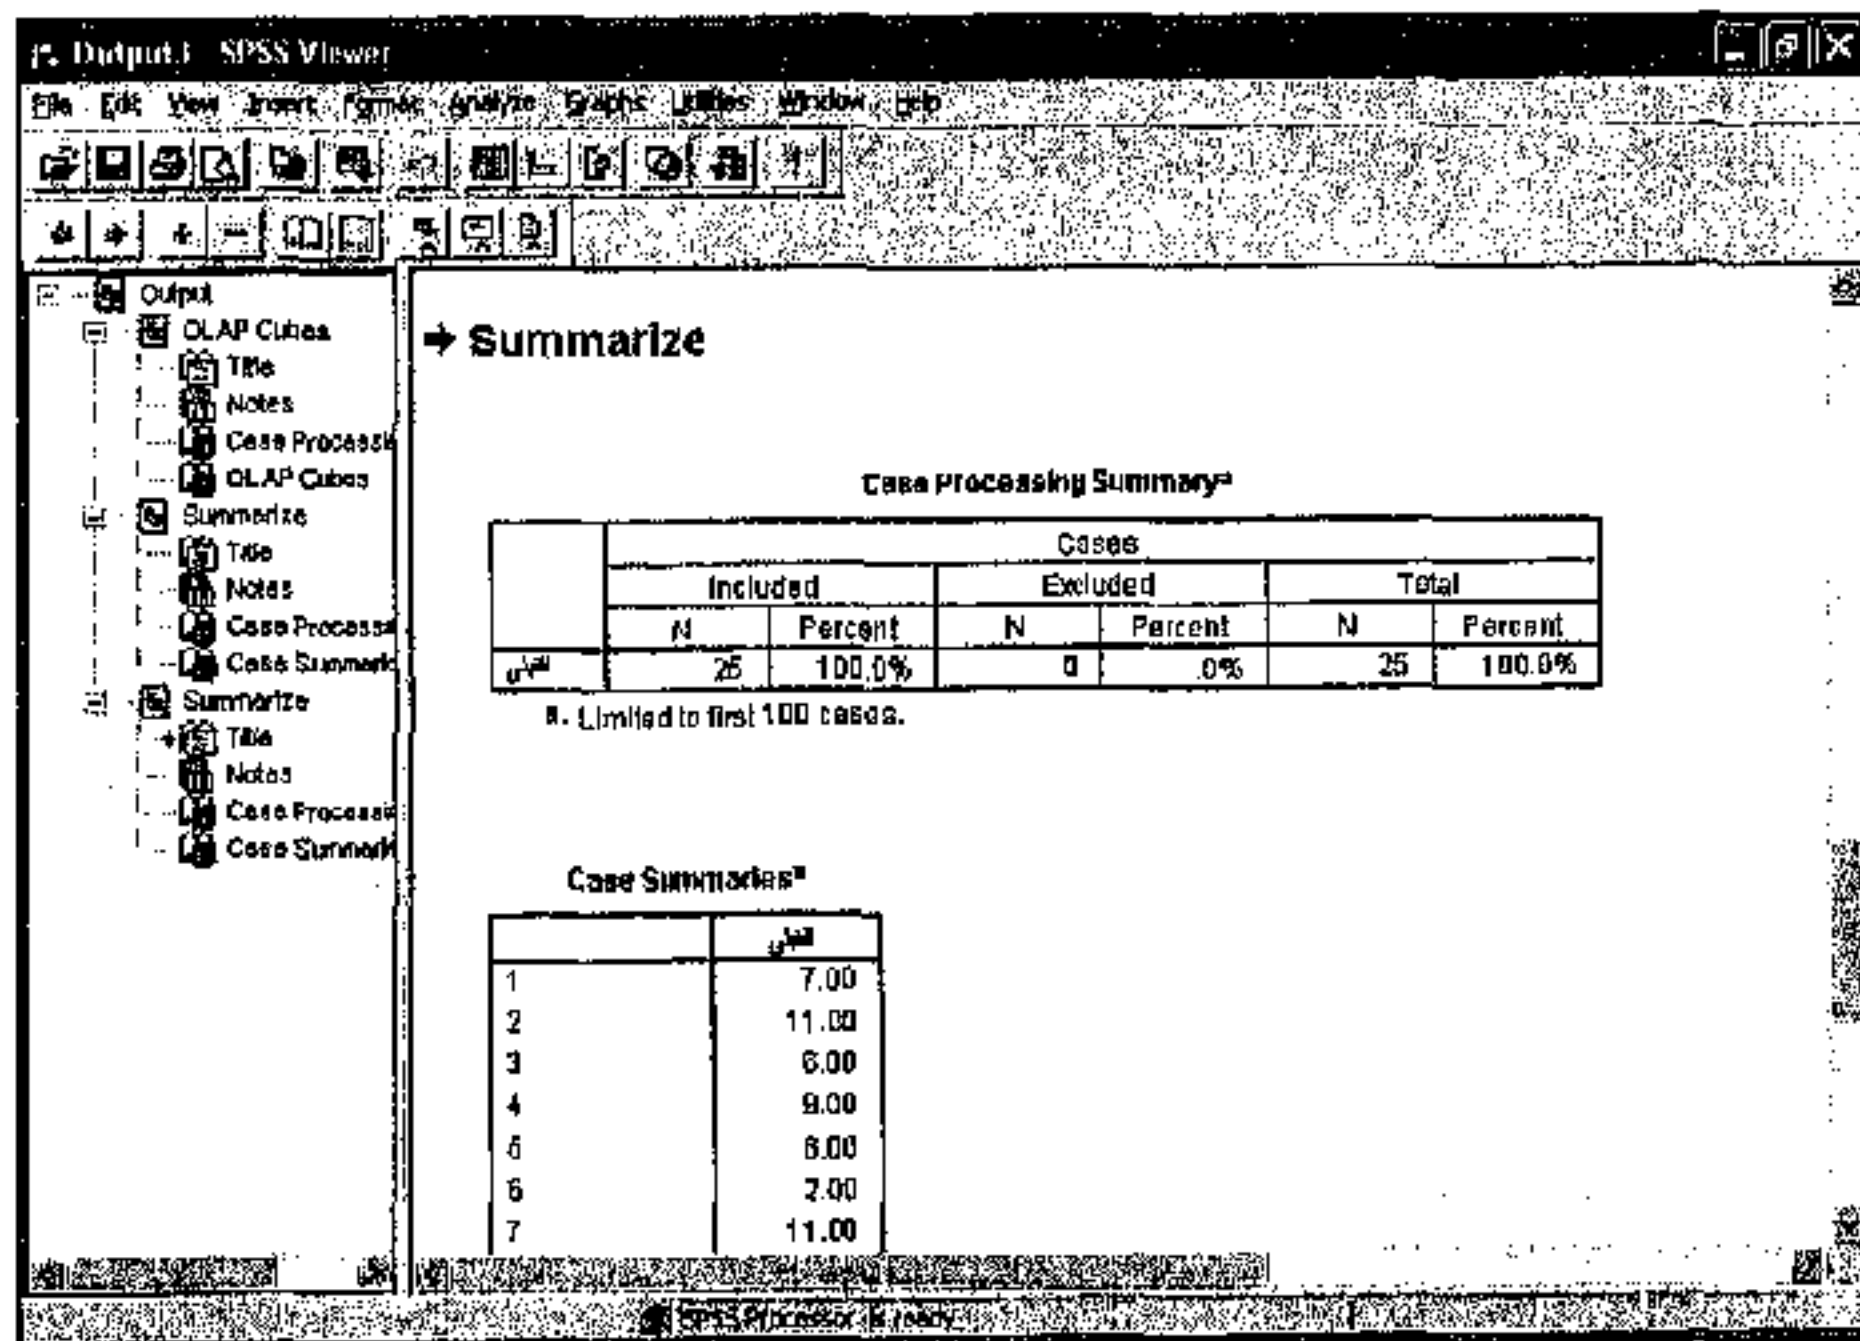 Output1 SPSS Viewer
File Edit View Insert Format Analyze Graphs Utilities Window Help
Output
OLAP Cubes
Title
Notes
Case Processi
OLAP Cubes
Summarize
Title
Notes
Case Processi
Case Summari
Summarize
Title
Notes
Case Processi
Case Summari
Summarize
Case Processing Summary a
Cases
Included Excluded Total
N Percent N Percent N Percent
25 100.0% 0 .0% 25 100.0%
a. Limited to first 100 cases.
Case Summaries a
1 7.00
2 11.00
3 6.00
4 9.00
5 6.00
6 2.00
7 11.00
SPSS Processor is ready